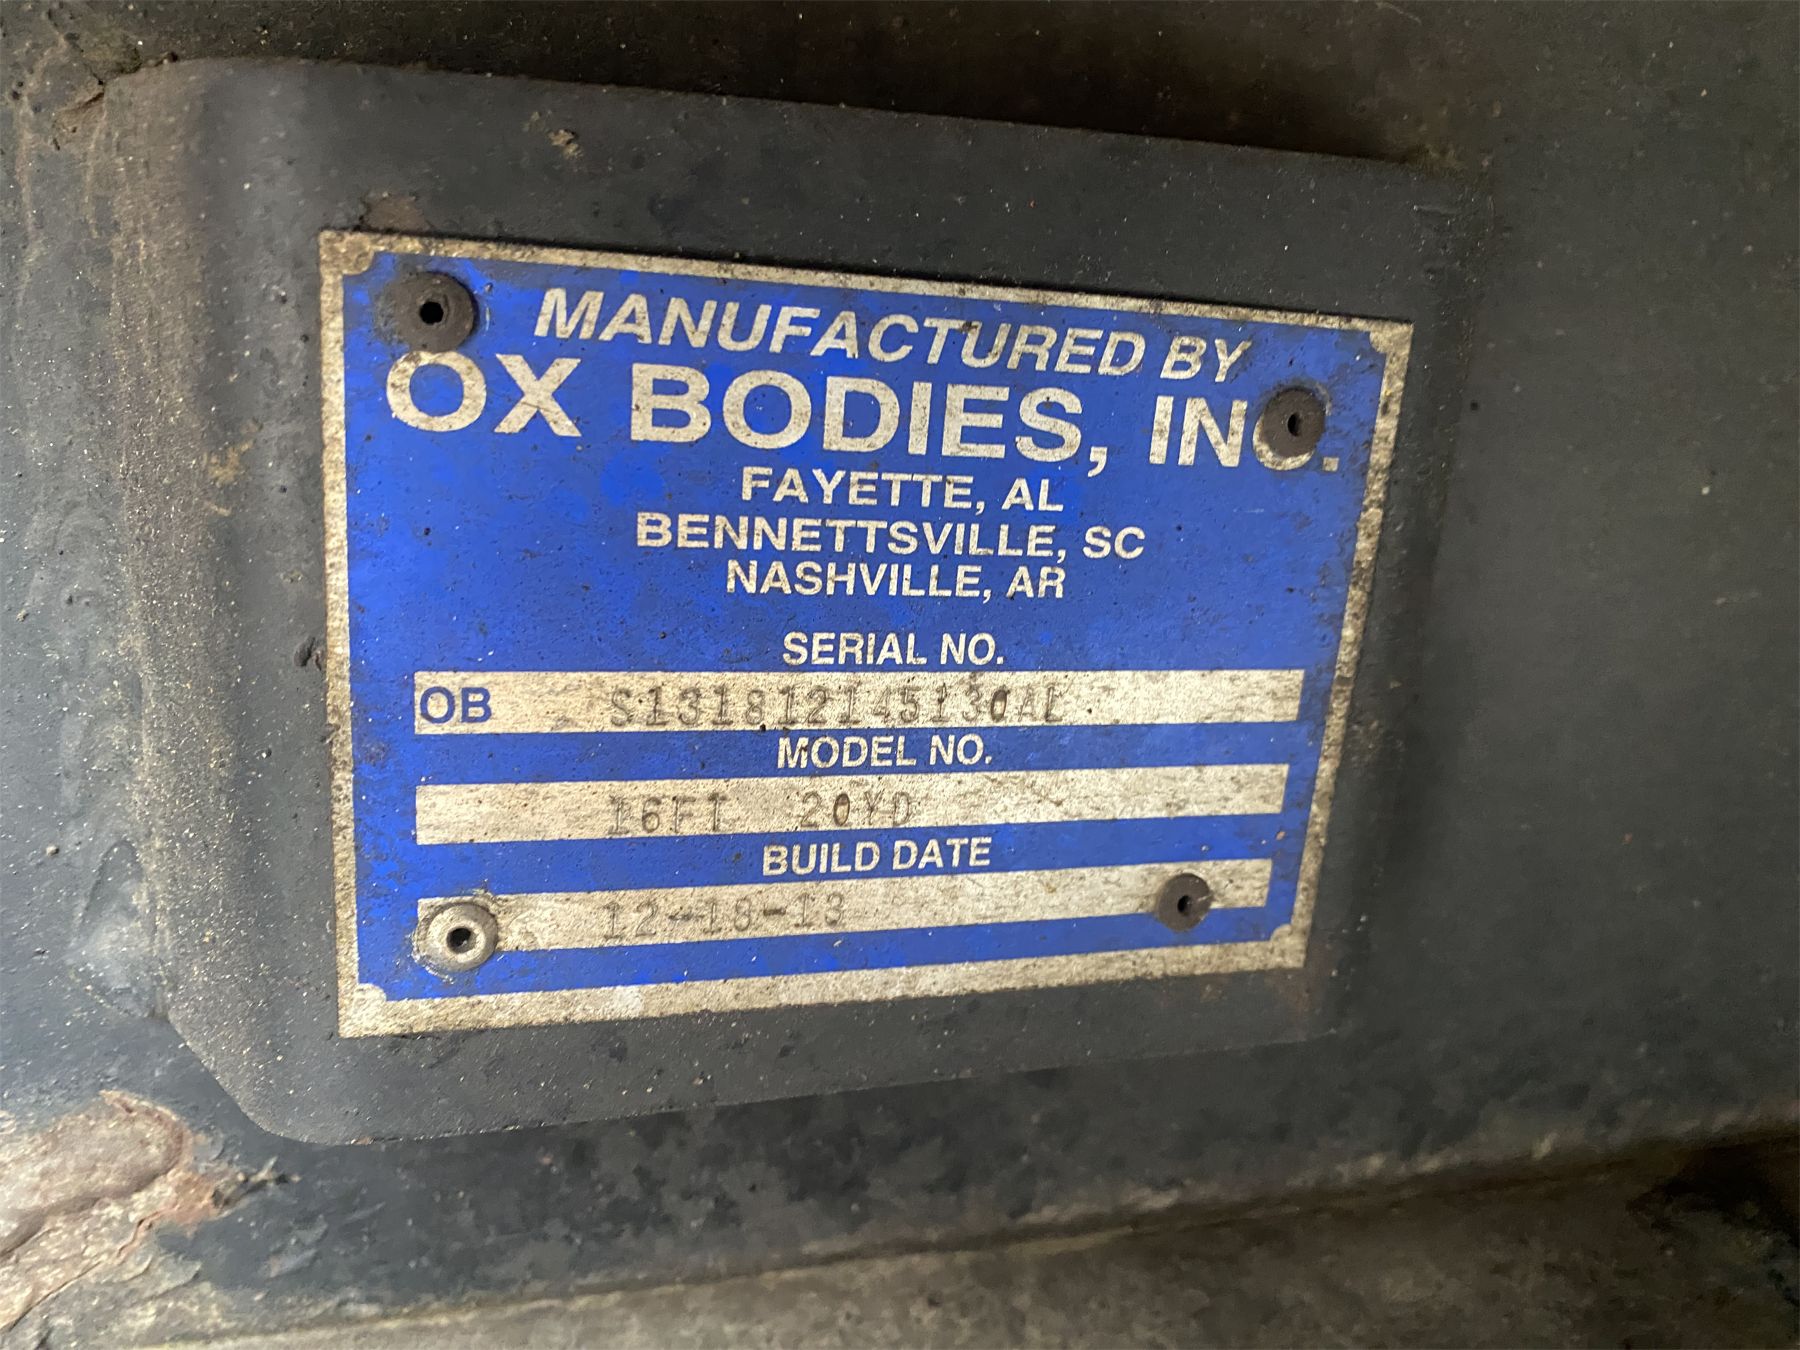 MANUFACTURED BY
OX BODIES, INC.
FAYETTE, AL
BENNETTSVILLE, SC
NASHVILLE, AR
SERIAL NO.
OB S131812145130AL
MODEL NO.
16FT 20YD
BUILD DATE
12-18-13